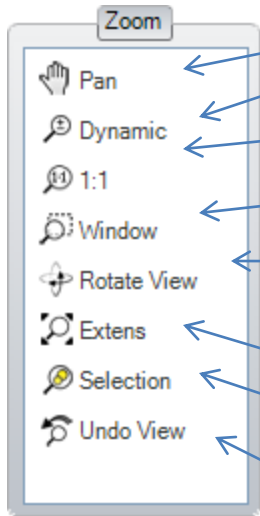 Zoom
Pan
Dynamic
1:1
Window
Rotate View
Extens
Selection
Undo View